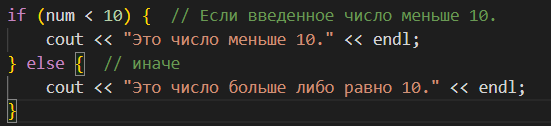 if (num < 10) {  // Если введенное число меньше 10.
    cout << "Это число меньше 10." << endl;
} else {  // иначе
    cout << "Это число больше либо равно 10." << endl;
}